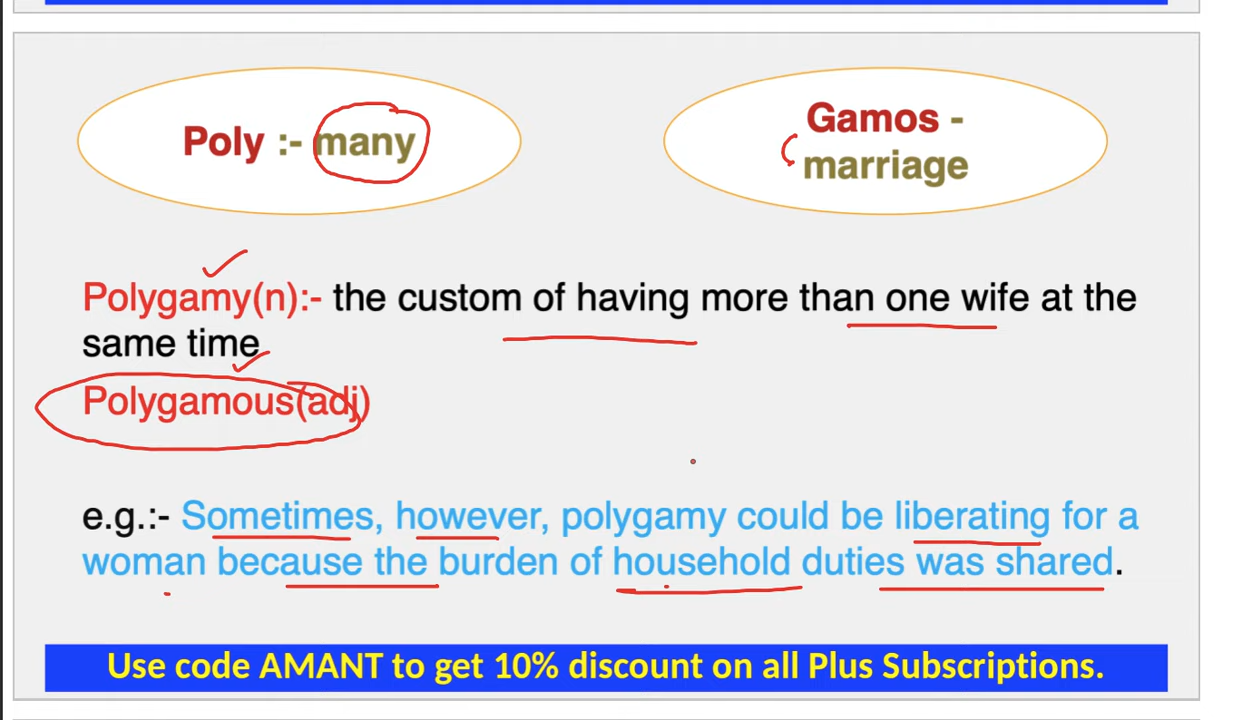 Poly :- many
Gamos -
marriage
Polygamy(n):- the custom of having more than one wife at the
same time
Polygamous(adj)
e.g.:- Sometimes, however, polygamy could be liberating for a
woman because the burden of household duties was shared.
Use code AMANT to get 10% discount on all Plus Subscriptions.